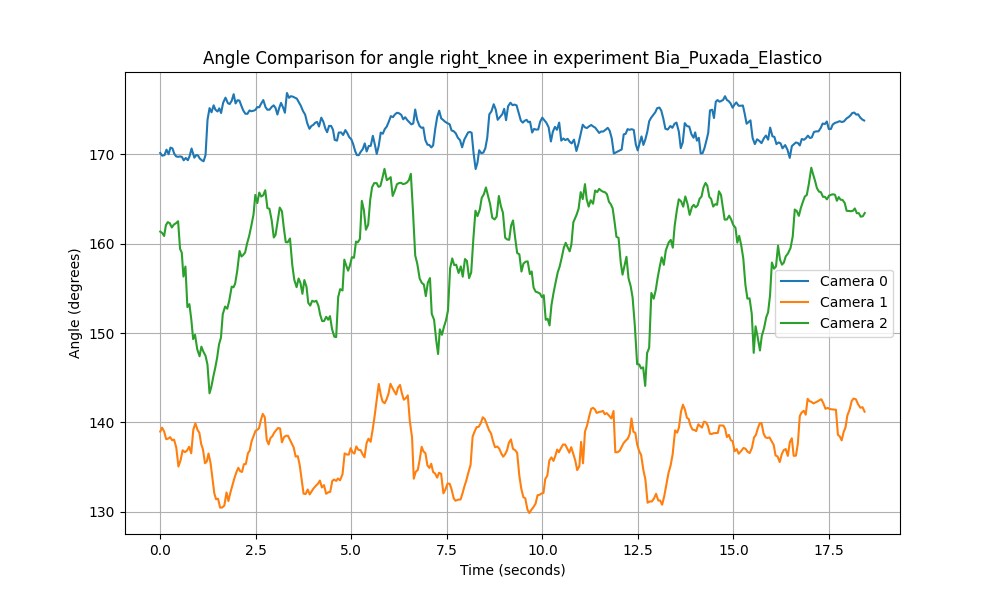 Angle Comparison for angle right_knee in experiment Bia_Puxada_Elastico
Angle (degrees)
170
160
150
140
130
Camera 0
Camera 1
Camera 2
0.0 2.5 5.0 7.5 10.0 12.5 15.0 17.5
Time (seconds)